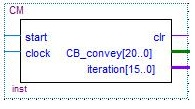 CM
start clr
clock CB_convey[20..0]
iteration[15..0]
inst